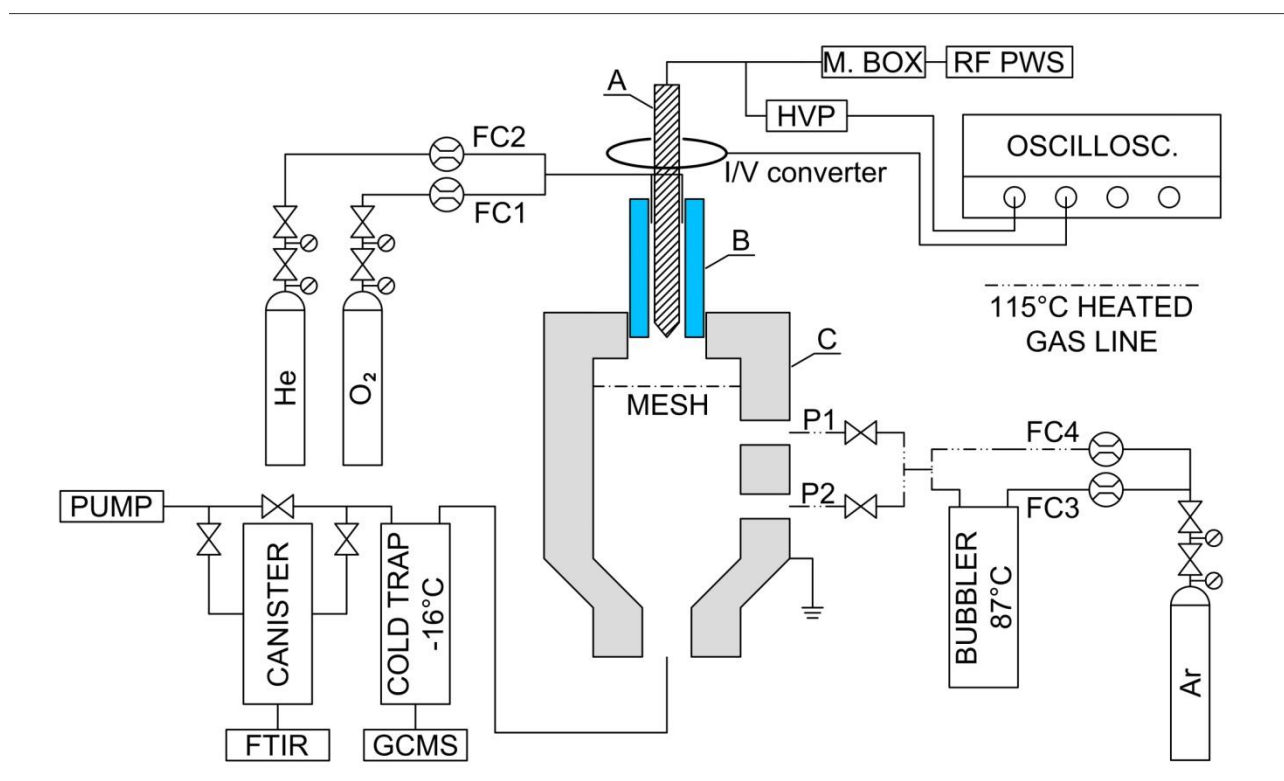 M. BOX
RF PWS
A
HVP
OSCILLOSC.
FC2
I/V converter
FC1
B
115°C HEATED
GAS LINE
C
He
O₂
MESH
P1
FC4
PUMP
P2
FC3
CANISTER
COLD TRAP
-16°C
BUBBLER
87°C
Ar
FTIR
GCMS